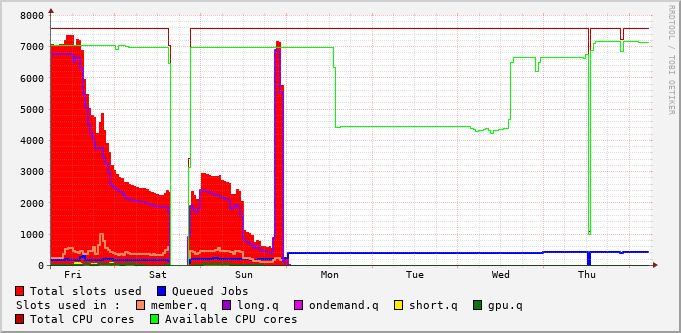 8000
7000
6000
5000
4000
3000
2000
1000
0
Fri Sat Sun Mon Tue Wed Thu
RRDTOOL / TOBI OETIKER
Total slots used Queued Jobs
Slots used in : member.q long.q ondemand.q short.q gpu.q
Total CPU cores Available CPU cores